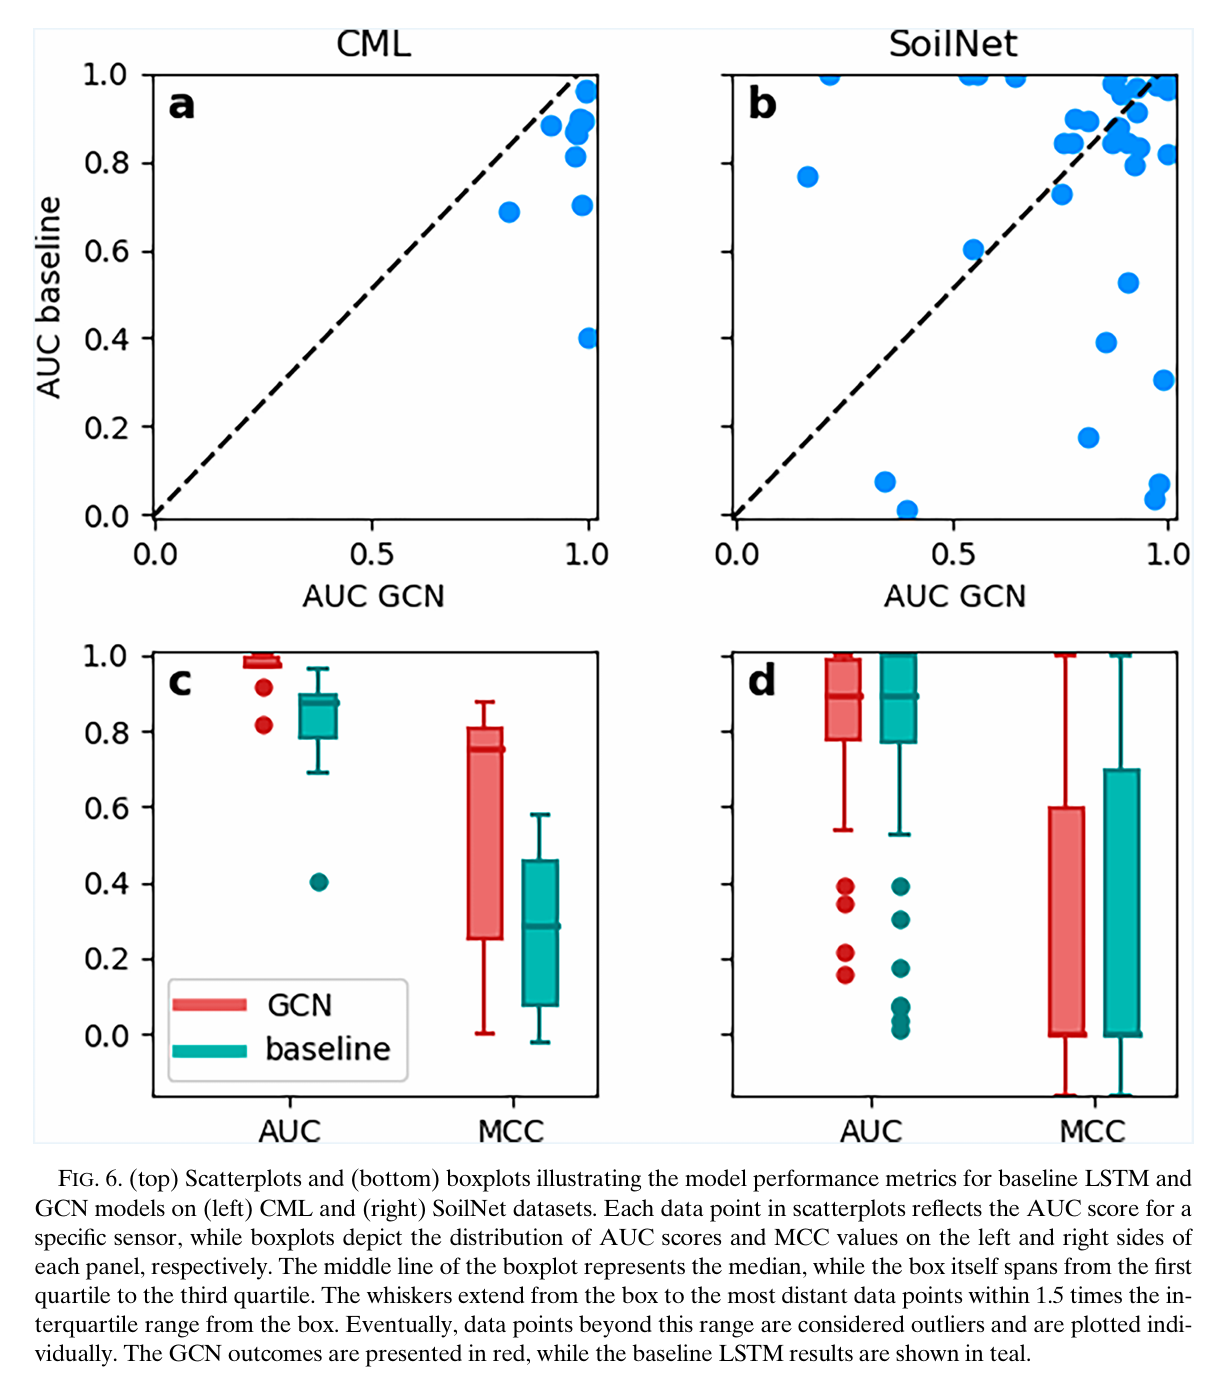 CML
SoilNet
a
b
1.0
0.8
0.6
0.4
0.2
0.0
AUC baseline
0.0 0.5 1.0
0.0 0.5 1.0
AUC GCN
AUC GCN
c
d
1.0
0.8
0.6
0.4
0.2
0.0
GCN
baseline
AUC MCC
AUC MCC
FIG. 6. (top) Scatterplots and (bottom) boxplots illustrating the model performance metrics for baseline LSTM and
GCN models on (left) CML and (right) SoilNet datasets. Each data point in scatterplots reflects the AUC score for a
specific sensor, while boxplots depict the distribution of AUC scores and MCC values on the left and right sides of
each panel, respectively. The middle line of the boxplot represents the median, while the box itself spans from the first
quartile to the third quartile. The whiskers extend from the box to the most distant data points within 1.5 times the in-
terquartile range from the box. Eventually, data points beyond this range are considered outliers and are plotted indi-
vidually. The GCN outcomes are presented in red, while the baseline LSTM results are shown in teal.